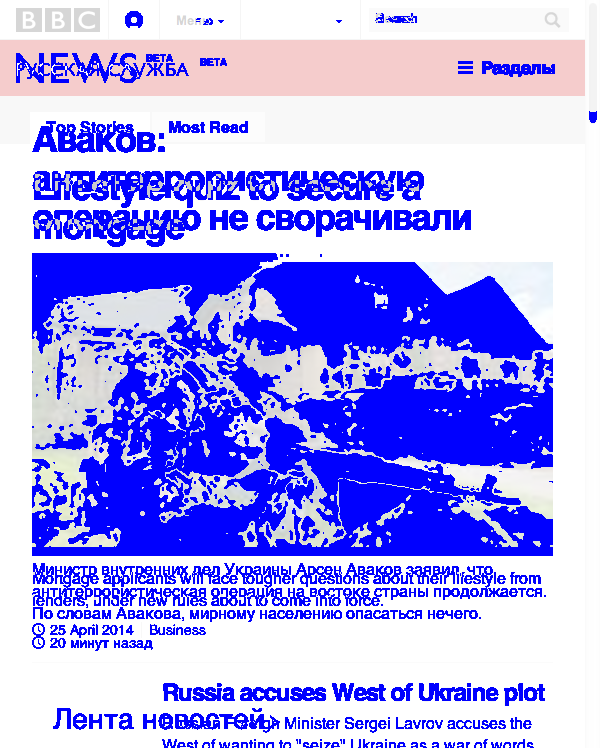 BBC
NEWS BETA
РУССКАЯ СЛУЖБА BETA
Разделы
Top Stories Most Read
Аваков:
антитеррористическую
Lifestyle quiz to secure a
операцию не сворачивали
mortgage
Министр внутренних дел Украины Арсен Аваков заявил, что
Mortgage applicants will face tougher questions about their lifestyle from
антитеррористическая операция на востоке страны продолжается.
lenders, under new rules about to come into force.
По словам Авакова, мирному населению опасаться нечего.
25 April 2014 Business
20 минут назад
Russia accuses West of Ukraine plot
Лента новостей
Russian Foreign Minister Sergei Lavrov accuses the
West of wanting to "seize" Ukraine as a war of words